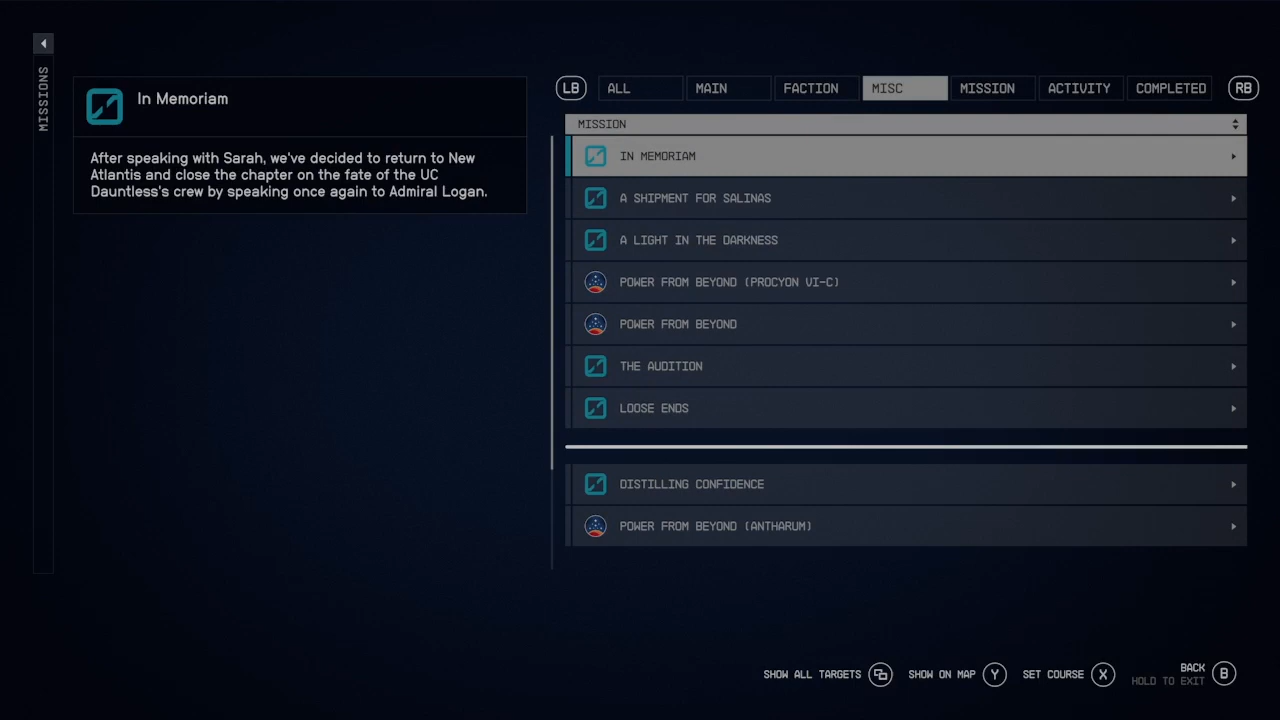 MISSIONS
In Memoriam
After speaking with Sarah, we've decided to return to New
Atlantis and close the chapter on the fate of the UC
Dauntless's crew by speaking once again to Admiral Logan.
LB ALL MAIN FACTION MISC MISSION ACTIVITY COMPLETED RB
MISSION
IN MEMORIAM
A SHIPMENT FOR SALINAS
A LIGHT IN THE DARKNESS
POWER FROM BEYOND (PROCYON VI-C)
POWER FROM BEYOND
THE AUDITION
LOOSE ENDS
DISTILLING CONFIDENCE
POWER FROM BEYOND (ANTHARUM)
SHOW ALL TARGETS SHOW ON MAP Y SET COURSE X BACK B
HOLD TO EXIT